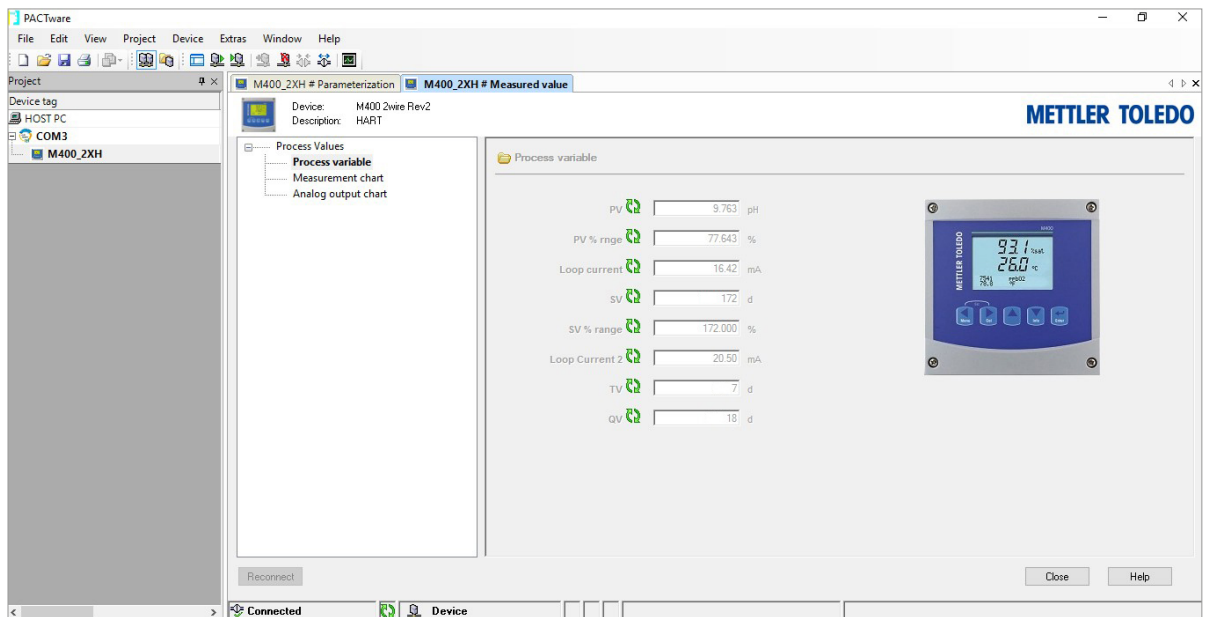 PACTware
File Edit View Project Device Extras Window Help
Project
M400_2XH # Parameterization M400_2XH # Measured value
Device tag
HOST PC
COM3
M400_2XH
Device: M400 2wire Rev2
Description: HART
METTLER TOLEDO
Process Values
Process variable
Measurement chart
Analog output chart
Process variable
PV 9.763 pH
PV % rnge 77.643 %
Loop current 16.42 mA
SV 172 d
SV % range 172.000 %
Loop Current 2 20.50 mA
TV 7 d
QV 18 d
METTLER TOLEDO
M400
93.1 %sat
26.0 °C
Menu
Info
Enter
Reconnect
Close Help
Connected Device